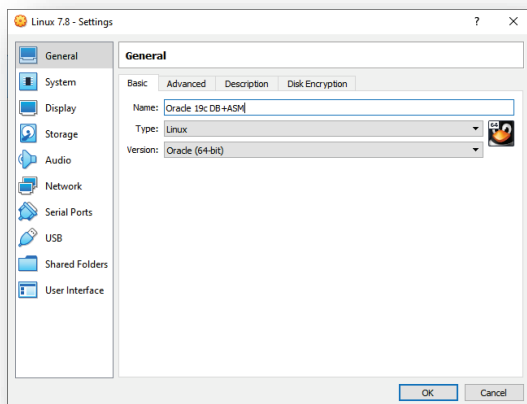 Linux 7.8 - Settings
?
General
System
Display
Storage
Audio
Network
Serial Ports
USB
Shared Folders
User Interface
General
Basic Advanced Description Disk Encryption
Name: Oracle 19c DB+ASM
Type: Linux
64
Version: Oracle (64-bit)
OK Cancel